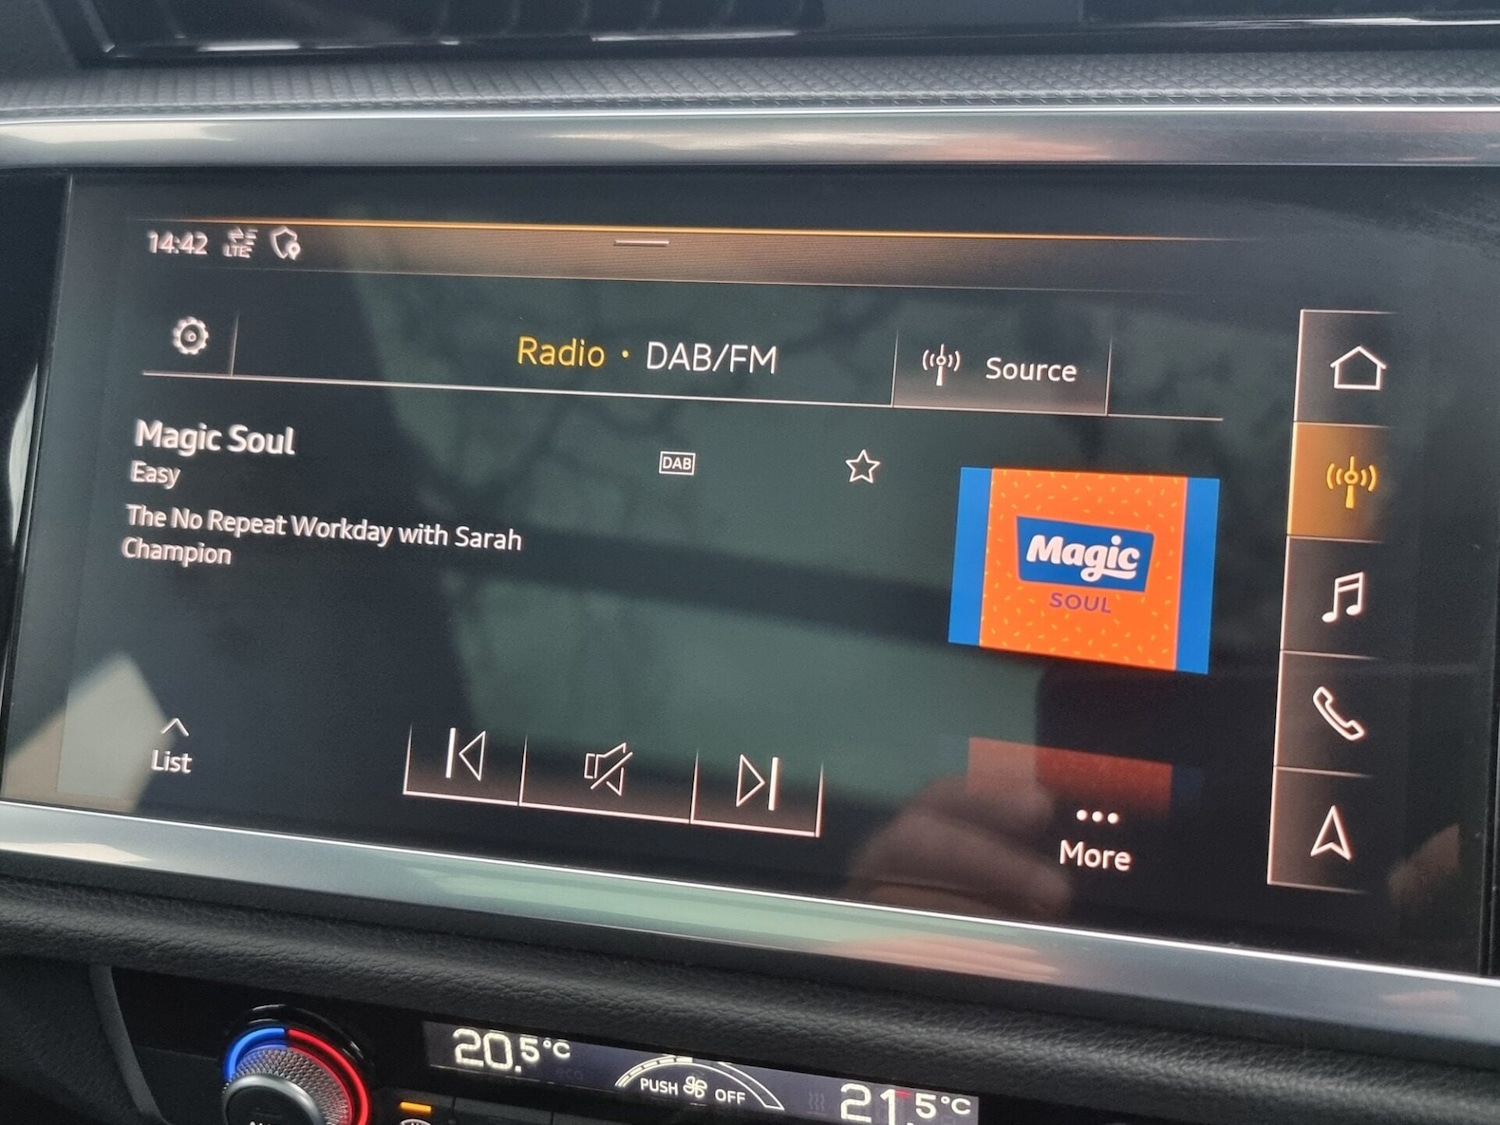 14:42 LTE
Radio • DAB/FM
Source
Magic Soul
DAB
Easy
The No Repeat Workday with Sarah
Champion
Magic
SOUL
List
More
20.5°C
eco
PUSH OFF
21.5°C